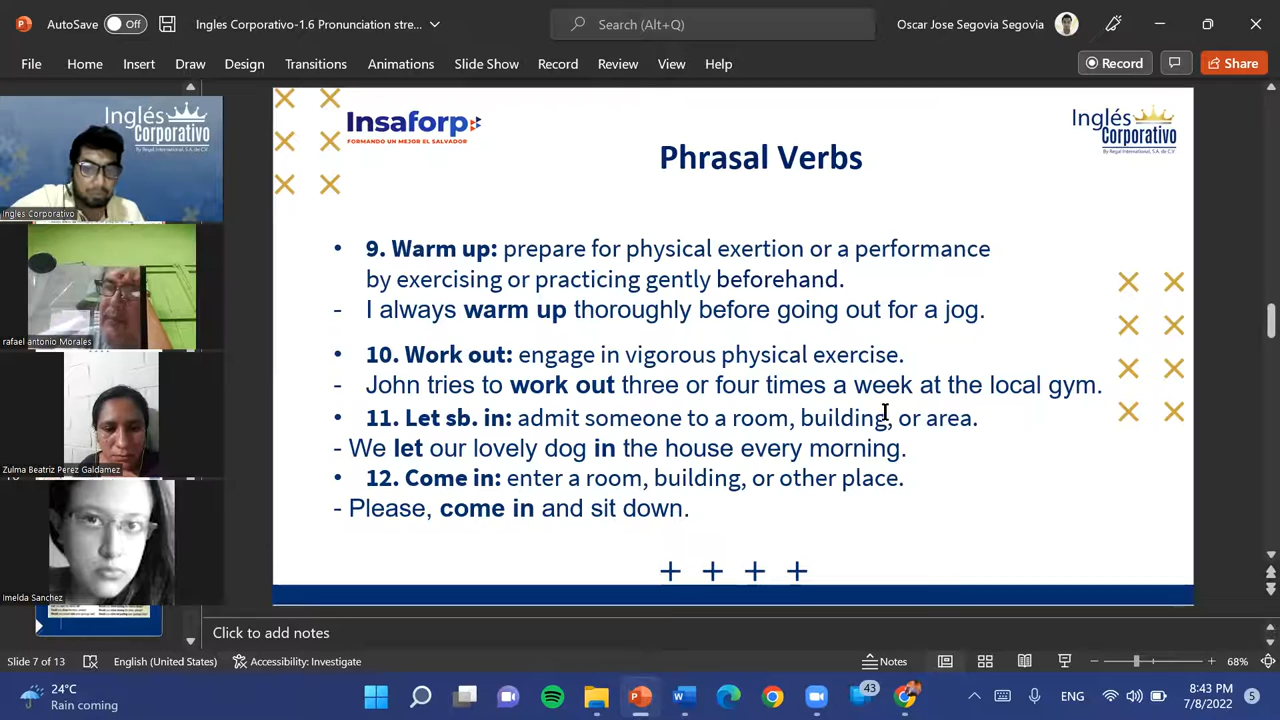 AutoSave Off Ingles Corporativo-1.6 Pronunciation stre... Search (Alt+Q) Oscar Jose Segovia Segovia
File Home Insert Draw Design Transitions Animations Slide Show Record Review View Help Record Share
Inglés Corporativo
Ingles Corporativo
rafael antonio Morales
Zulma Beatriz Perez Galdamez
Imelda Sanchez
Insaforp
FORMANDO UN MEJOR EL SALVADOR
Inglés
Corporativo
By Regal International, S.A. de C.V.
Phrasal Verbs
• 9. Warm up: prepare for physical exertion or a performance
by exercising or practicing gently beforehand.
- I always warm up thoroughly before going out for a jog.
• 10. Work out: engage in vigorous physical exercise.
- John tries to work out three or four times a week at the local gym.
• 11. Let sb. in: admit someone to a room, building, or area.
- We let our lovely dog in the house every morning.
• 12. Come in: enter a room, building, or other place.
- Please, come in and sit down.
Click to add notes
Slide 7 of 13 English (United States) Accessibility: Investigate Notes 68%
24°C
Rain coming
43
ENG
8:43 PM
7/8/2022
5